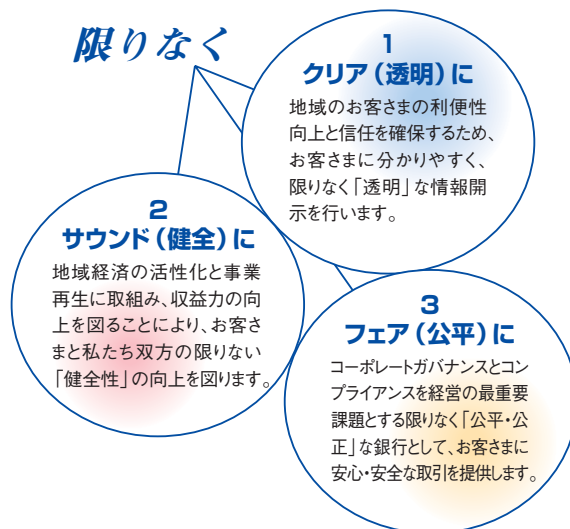 限りなく
1
クリア（透明）に
地域のお客さまの利便性
向上と信任を確保するため、
お客さまに分かりやすく、
限りなく「透明」な情報開
示を行います。
2
サウンド（健全）に
地域経済の活性化と事業
再生に取組み、収益力の向
上を図ることにより、お客さ
まと私たち双方の限りない
「健全性」の向上を図ります。
3
フェア（公平）に
コーポレートガバナンスとコン
プライアンスを経営の最重要
課題とする限りなく「公平・公
正」な銀行として、お客さまに
安心・安全な取引を提供します。